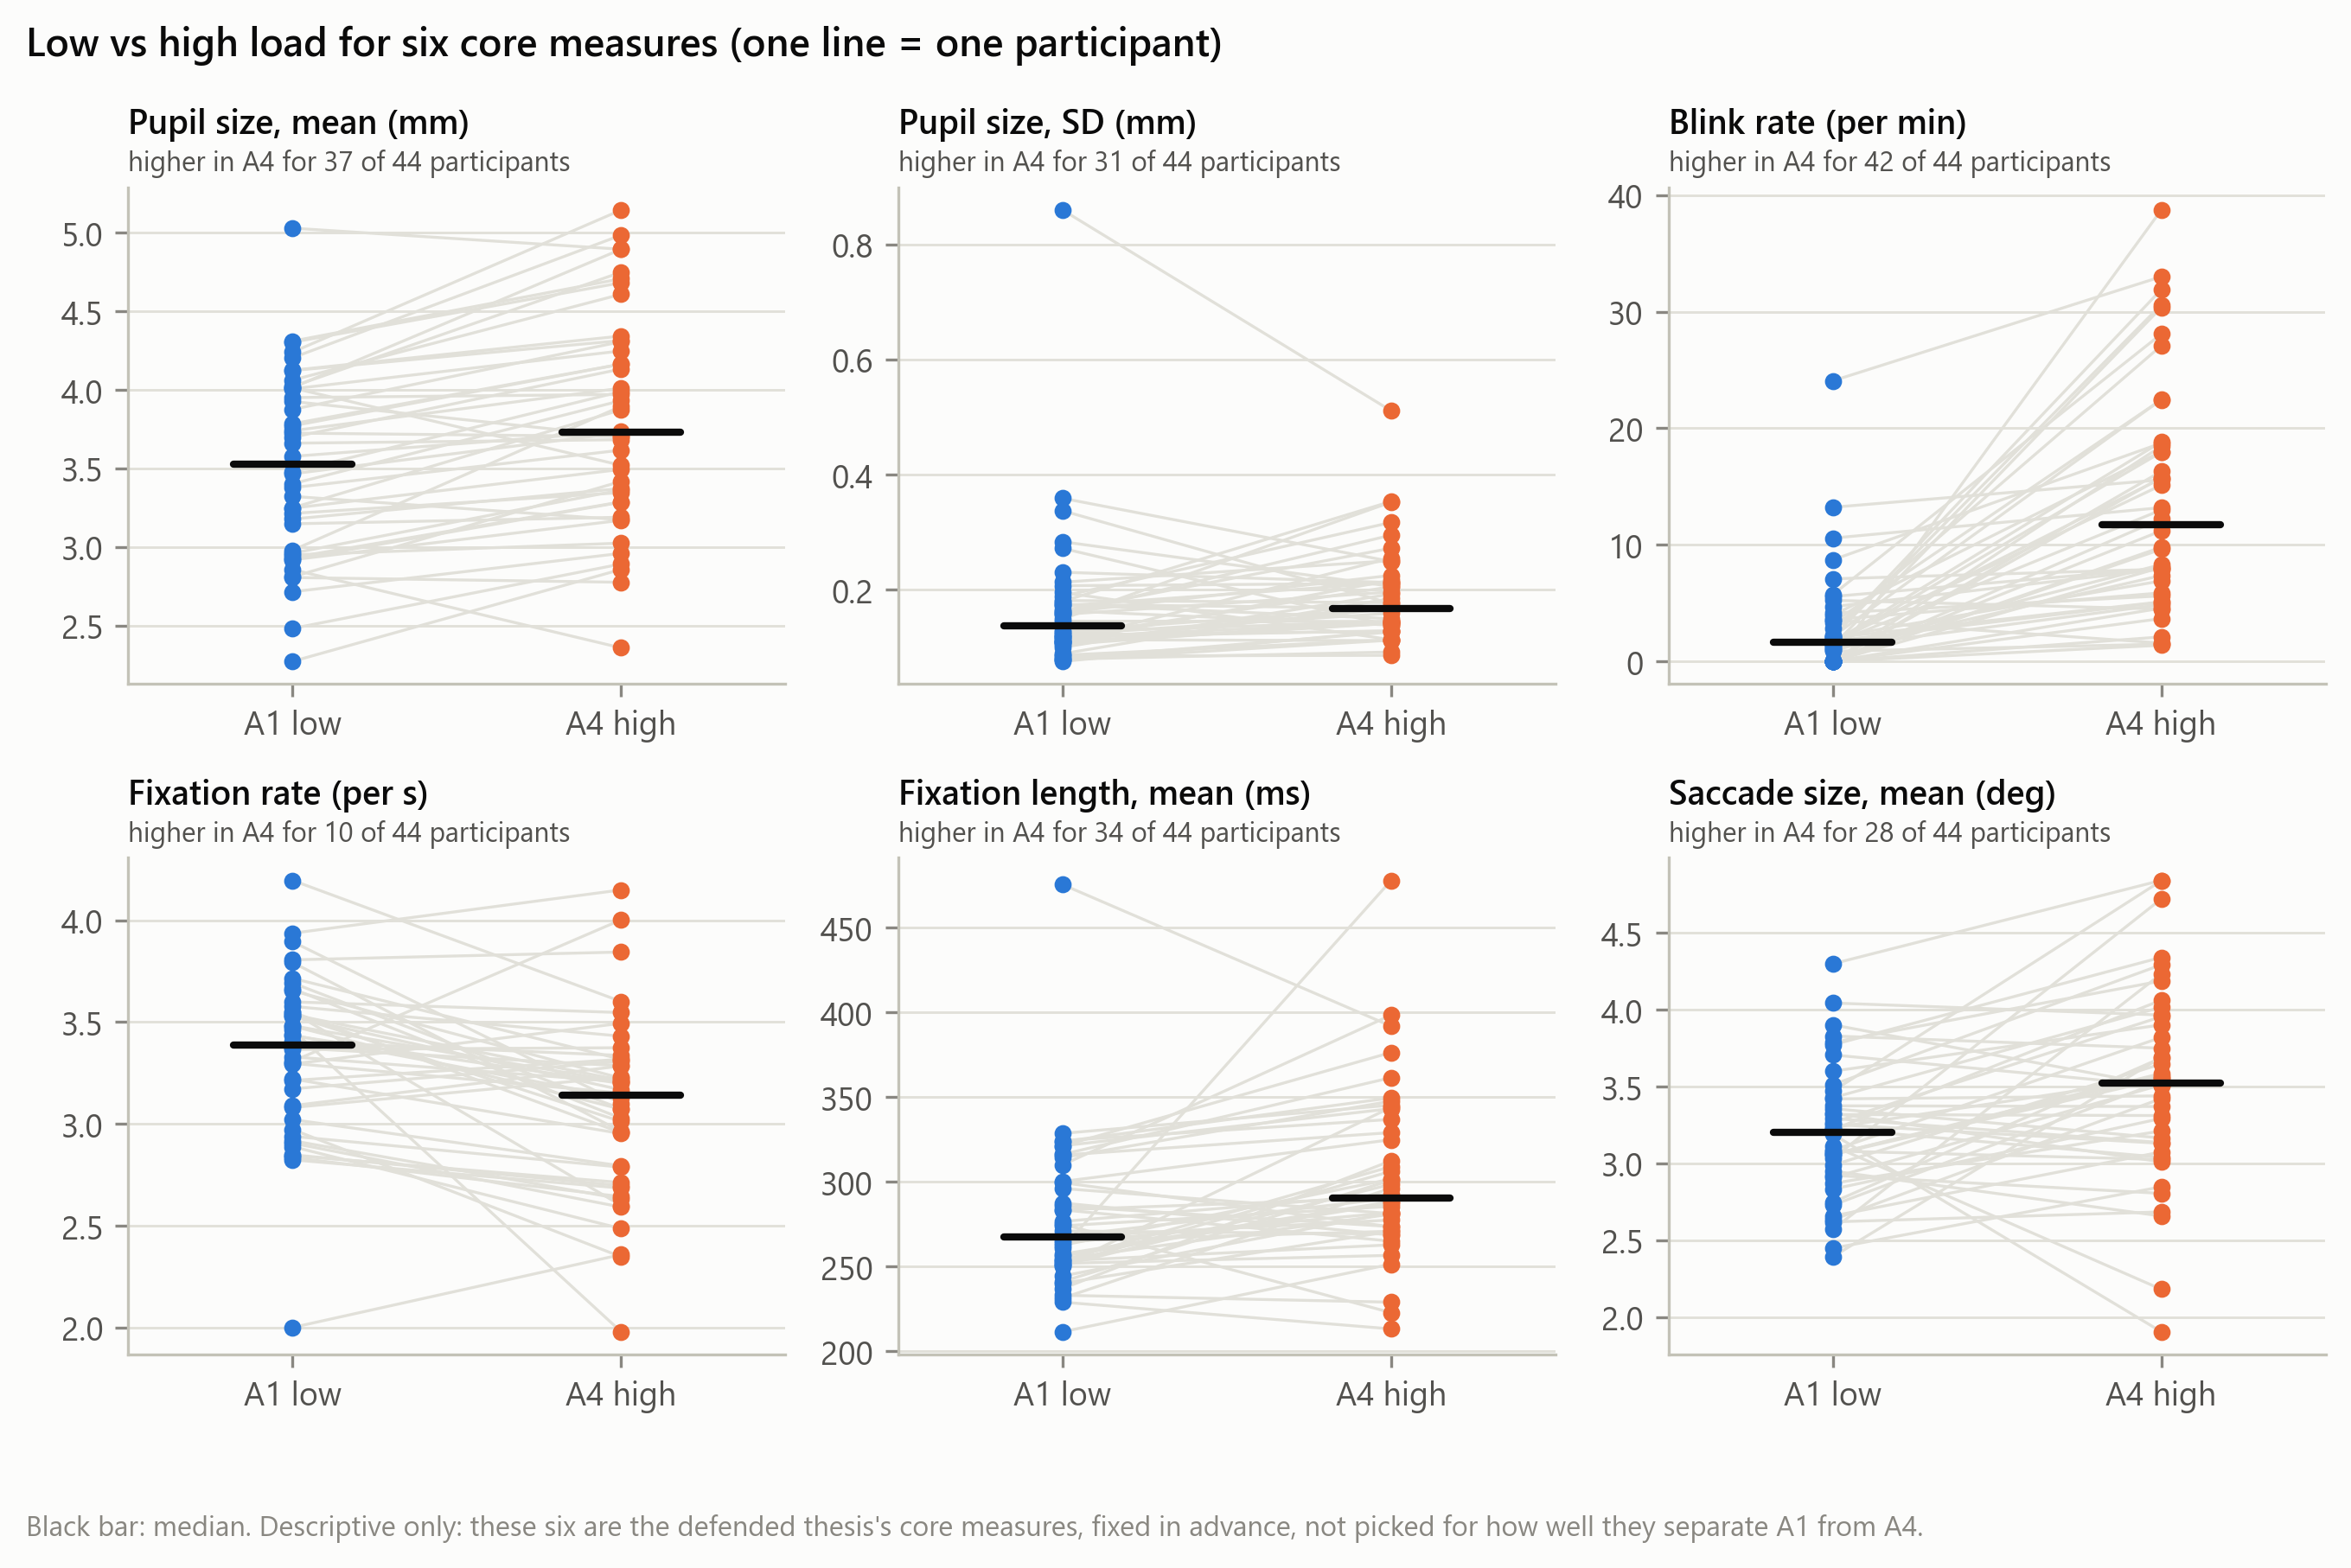 Low vs high load for six core measures (one line = one participant)
Pupil size, mean (mm)
higher in A4 for 37 of 44 participants
5.0
4.5
4.0
3.5
3.0
2.5
A1 low
A4 high
Pupil size, SD (mm)
higher in A4 for 31 of 44 participants
0.8
0.6
0.4
0.2
A1 low
A4 high
Blink rate (per min)
higher in A4 for 42 of 44 participants
40
30
20
10
0
A1 low
A4 high
Fixation rate (per s)
higher in A4 for 10 of 44 participants
4.0
3.5
3.0
2.5
2.0
A1 low
A4 high
Fixation length, mean (ms)
higher in A4 for 34 of 44 participants
450
400
350
300
250
200
A1 low
A4 high
Saccade size, mean (deg)
higher in A4 for 28 of 44 participants
4.5
4.0
3.5
3.0
2.5
2.0
A1 low
A4 high
Black bar: median. Descriptive only: these six are the defended thesis's core measures, fixed in advance, not picked for how well they separate A1 from A4.